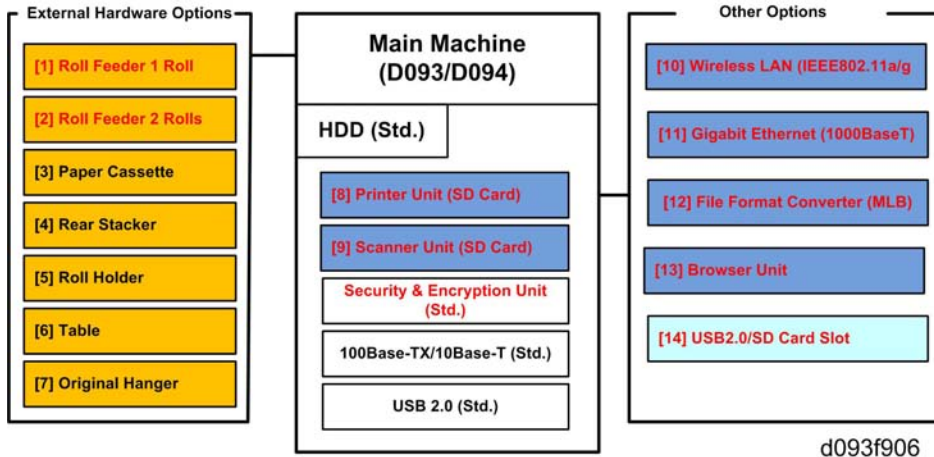 External Hardware Options
[1] Roll Feeder 1 Roll
[2] Roll Feeder 2 Rolls
[3] Paper Cassette
[4] Rear Stacker
[5] Roll Holder
[6] Table
[7] Original Hanger
Main Machine
(D093/D094)
HDD (Std.)
[8] Printer Unit (SD Card)
[9] Scanner Unit (SD Card)
Security & Encryption Unit
(Std.)
100Base-TX/10Base-T (Std.)
USB 2.0 (Std.)
Other Options
[10] Wireless LAN (IEEE802.11a/g
[11] Gigabit Ethernet (1000BaseT)
[12] File Format Converter (MLB)
[13] Browser Unit
[14] USB2.0/SD Card Slot
d093f906